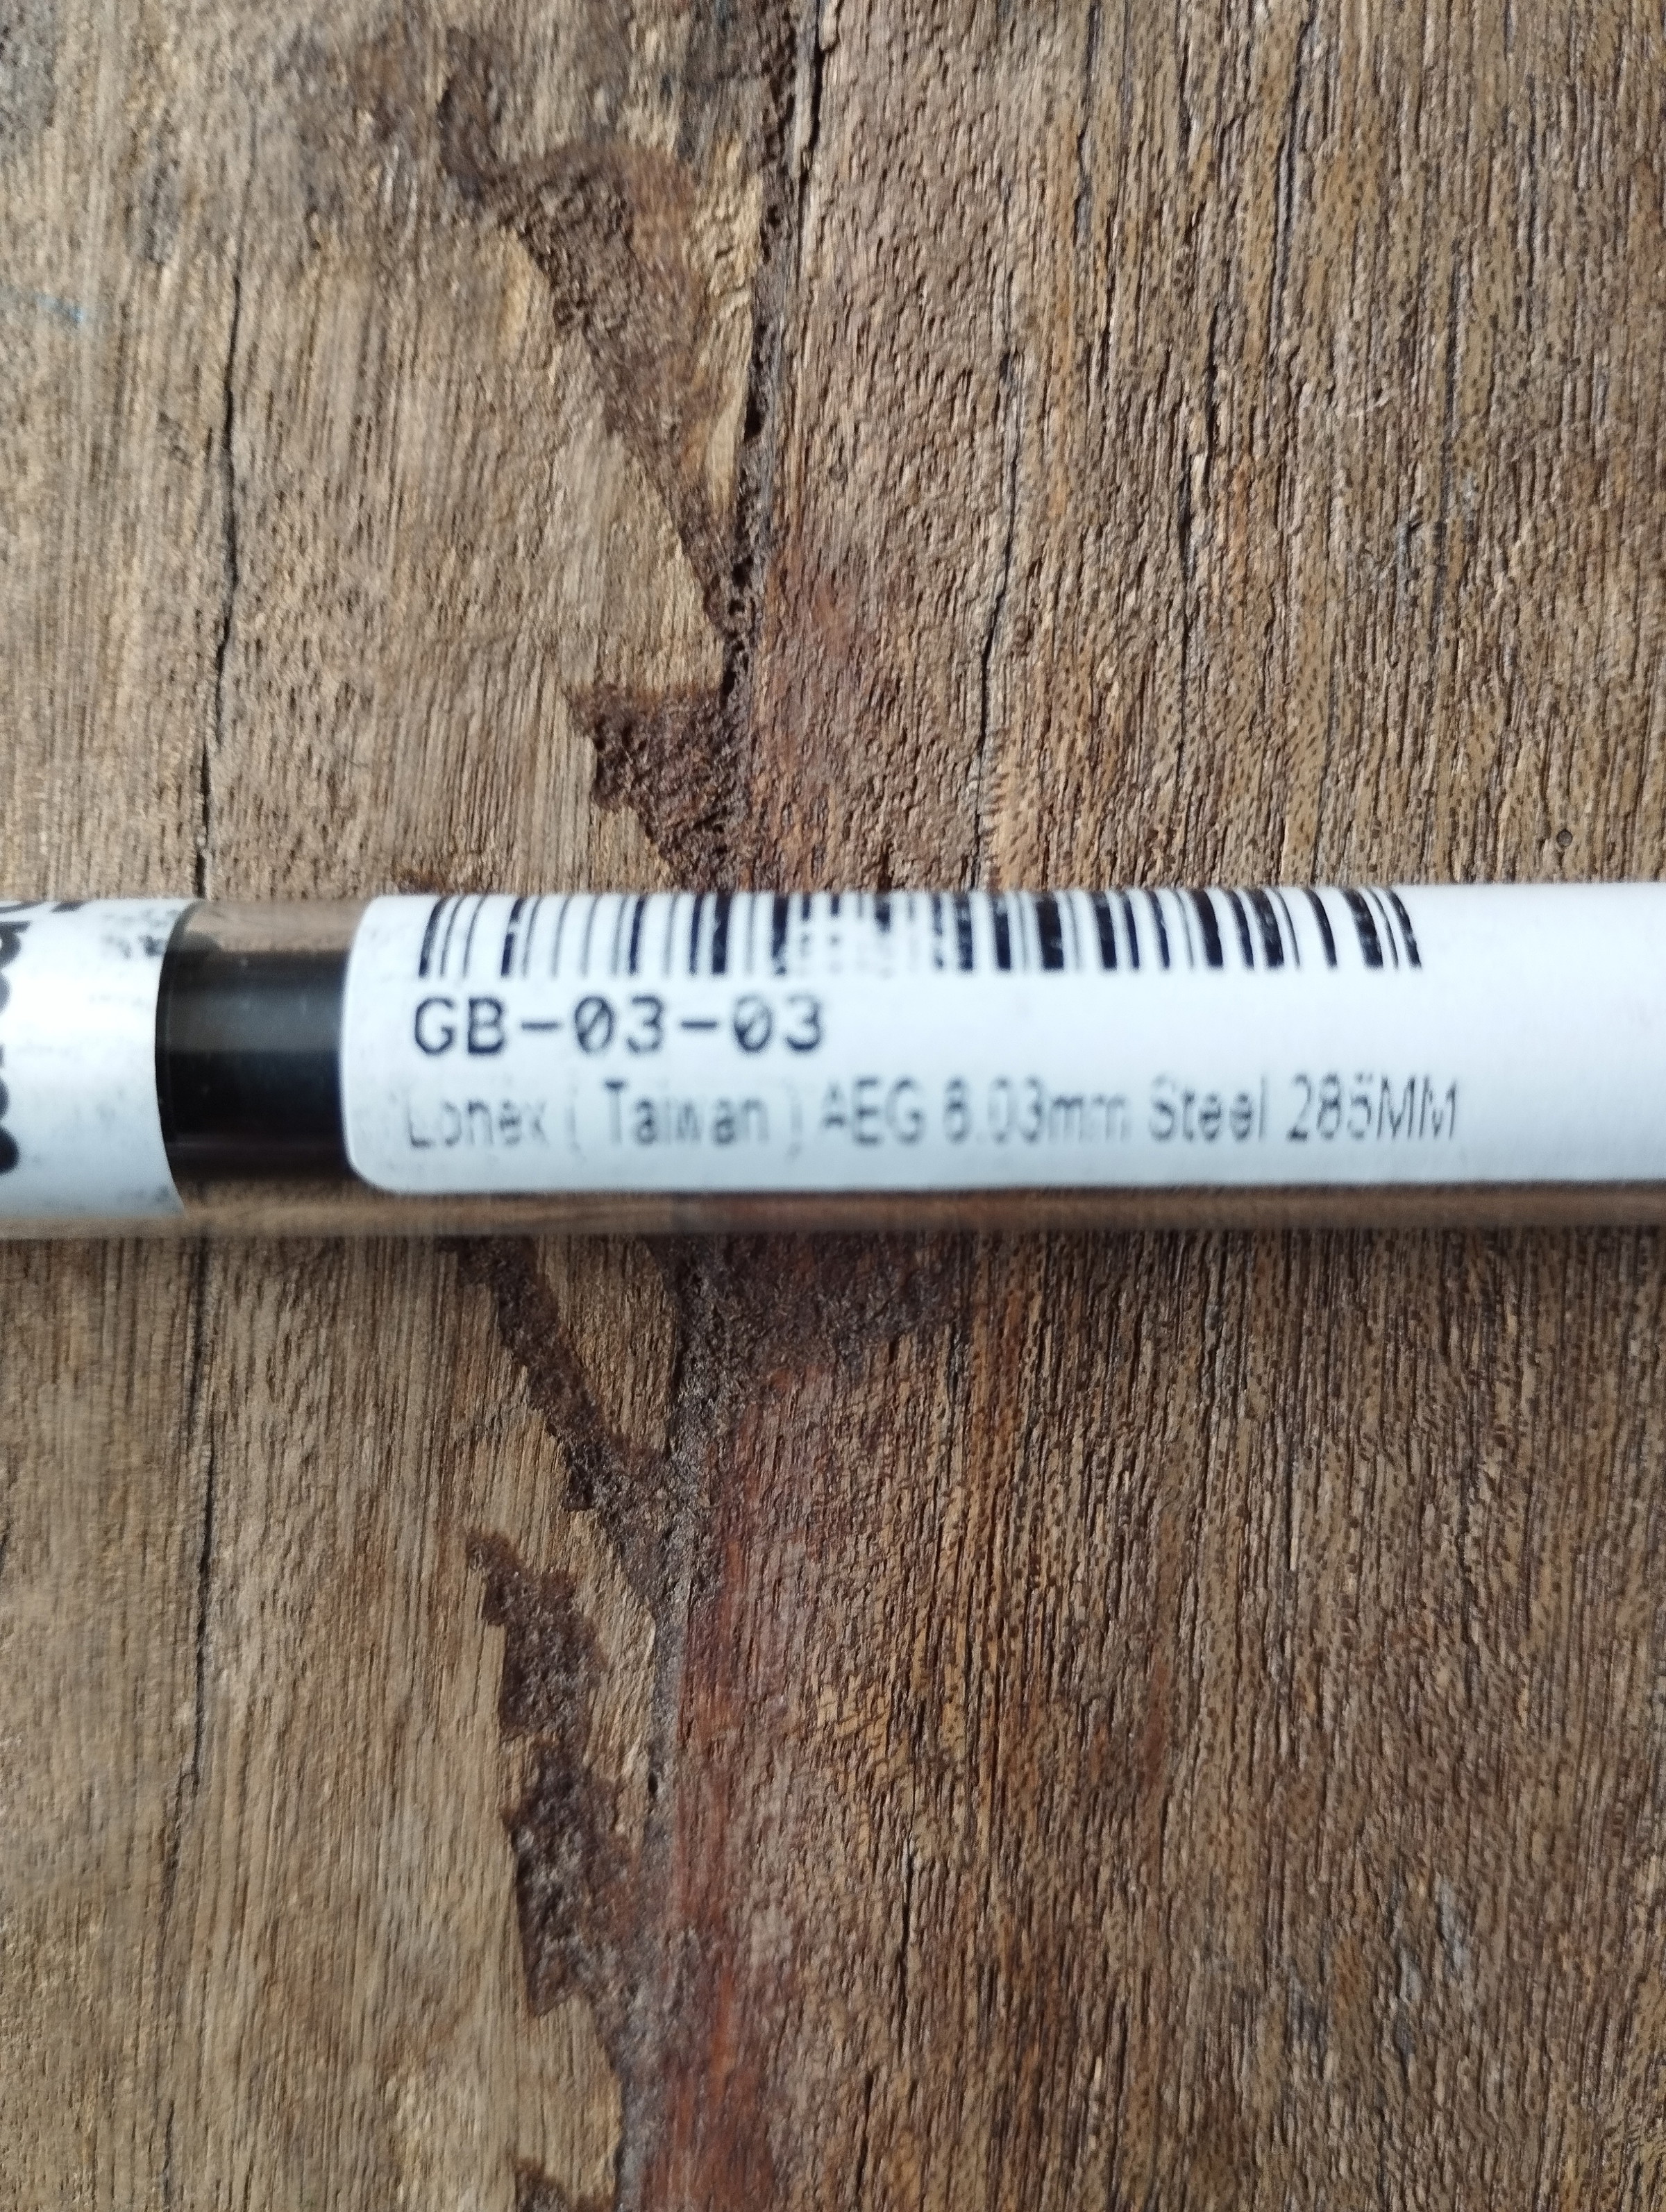 GB-03-03
Lonex ( Taiwan ) AEG 6.03mm Steel 285MM